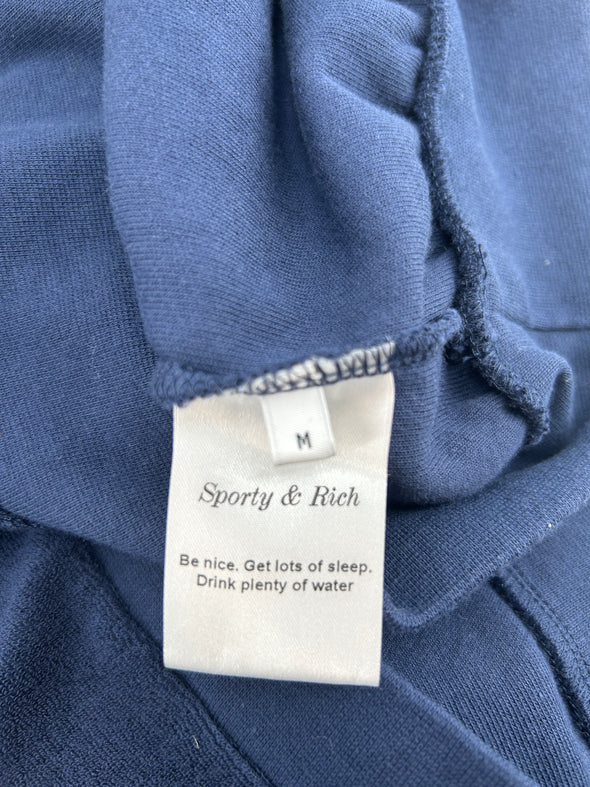 M
Sporty & Rich
Be nice. Get lots of sleep.
Drink plenty of water